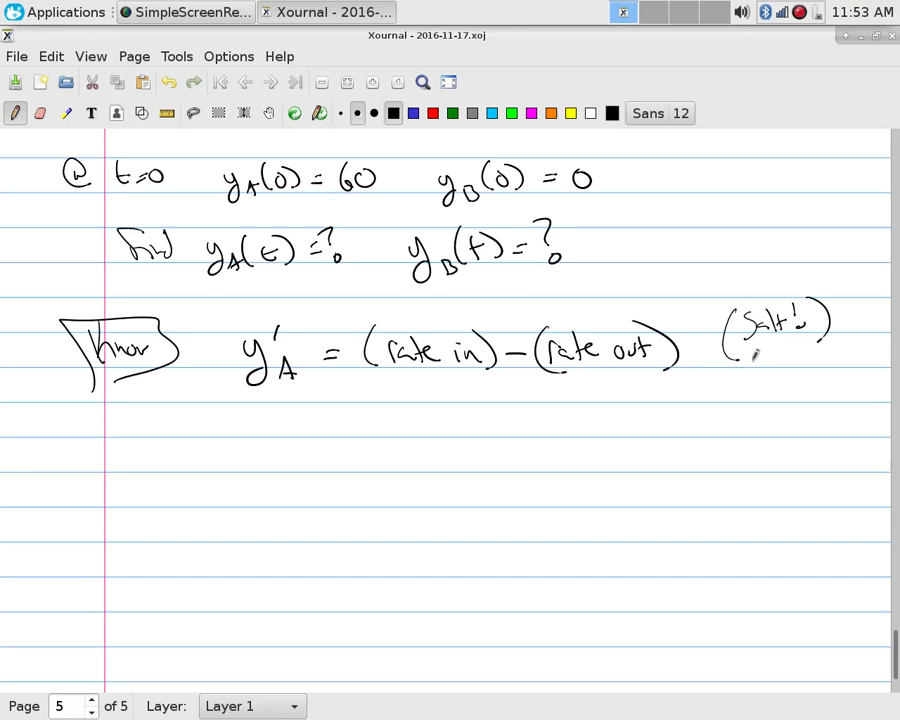 Applications SimpleScreenRe... Xournal - 2016-... 11:53 AM
Xournal - 2016-11-17.xoj
File Edit View Page Tools Options Help
T Sans 12
@ t=0 yA(0) = 60 yB(0) = 0
find yA(t) = ? yB(t) = ?
know y'A = (rate in) - (rate out) (Salt!
Page 5 of 5 Layer: Layer 1